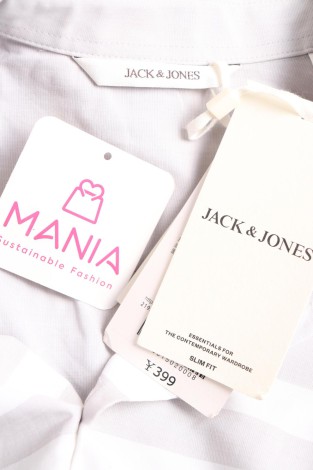 JACK & JONES
MANIA
Sustainable Fashion
JACK & JONES
ESSENTIALS FOR
THE CONTEMPORARY WARDROBE
SLIM FIT
¥399